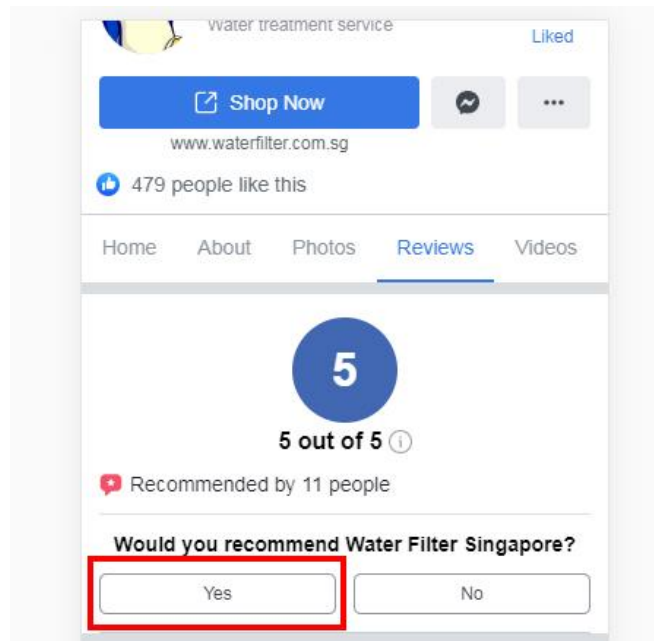 Water treatment service
Liked
Shop Now
www.waterfilter.com.sg
479 people like this
Home About Photos Reviews Videos
5
5 out of 5
Recommended by 11 people
Would you recommend Water Filter Singapore?
Yes No